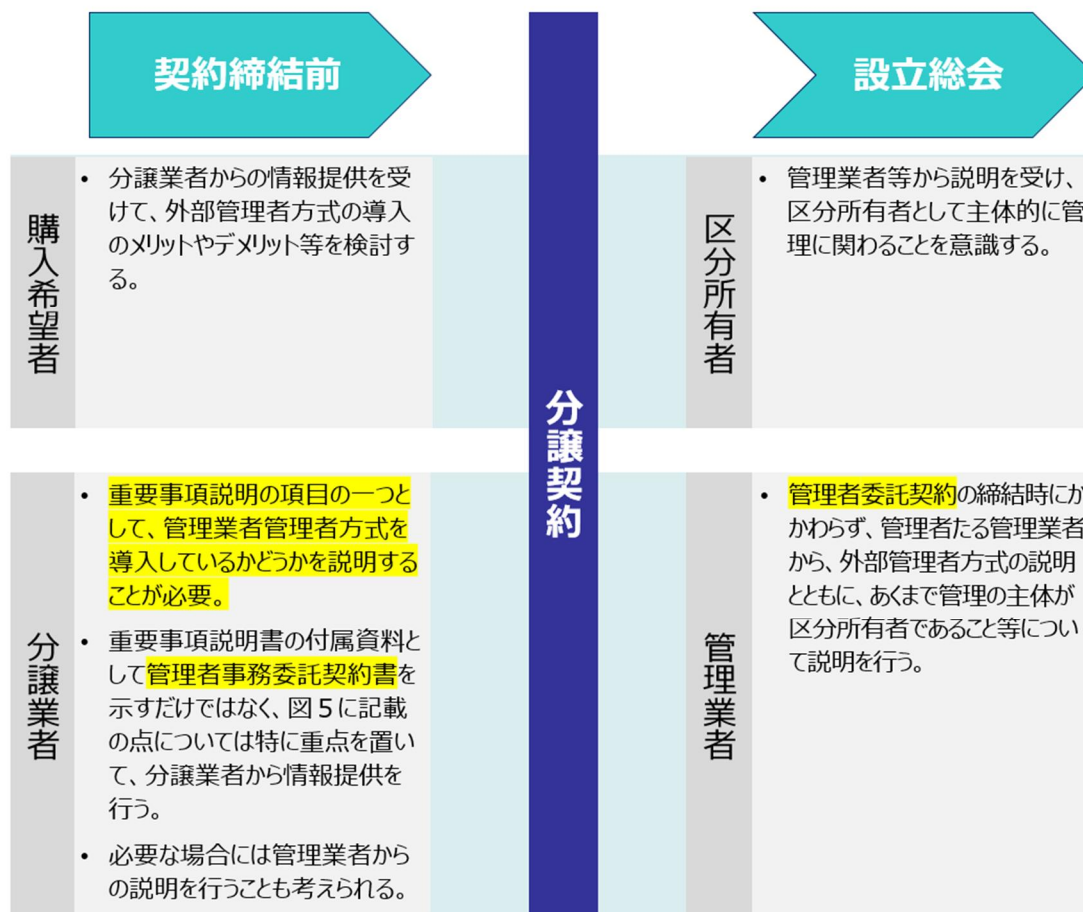 契約締結前
設立総会
購入希望者
• 分譲業者からの情報提供を受
けて、外部管理者方式の導入
のメリットやデメリット等を検討す
る。
分譲契約
区分所有者
• 管理業者等から説明を受け、
区分所有者として主体的に管
理に関わることを意識する。
分譲業者
• 重要事項説明の項目の一つと
して、管理業者管理者方式を
導入しているかどうかを説明する
ことが必要。
• 重要事項説明書の付属資料と
して管理者事務委託契約書を
示すだけではなく、図5に記載
の点については特に重点を置い
て、分譲業者から情報提供を
行う。
• 必要な場合には管理業者から
の説明を行うことも考えられる。
管理業者
• 管理者委託契約の締結時にか
かわらず、管理者たる管理業者
から、外部管理者方式の説明
とともに、あくまで管理の主体が
区分所有者であること等につい
て説明を行う。